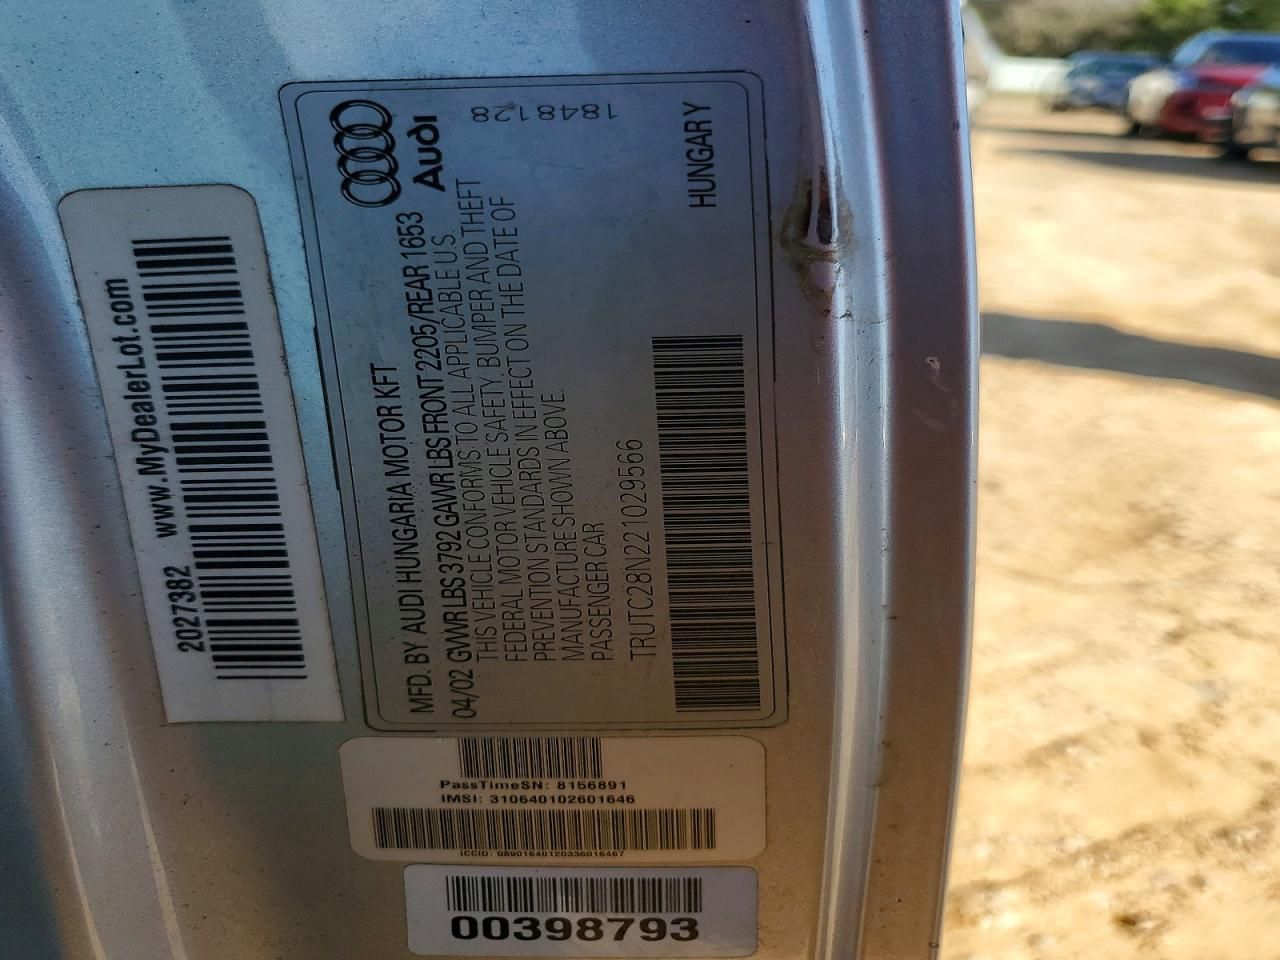 2027382 www.MyDealerLot.com
Audi
1848128
MFD. BY AUDI HUNGARIA MOTOR KFT
04/02 GVWR LBS 3792 GAWR LBS FRONT 2205/REAR 1653
THIS VEHICLE CONFORMS TO ALL APPLICABLE U.S.
FEDERAL MOTOR VEHICLE SAFETY, BUMPER AND THEFT
PREVENTION STANDARDS IN EFFECT ON THE DATE OF
MANUFACTURE SHOWN ABOVE.
PASSENGER CAR
TRUTC28N221029566
HUNGARY
PassTimeSN: 8156891
IMSI: 310640102601646
ICCID: 08901640120336016467
00398793